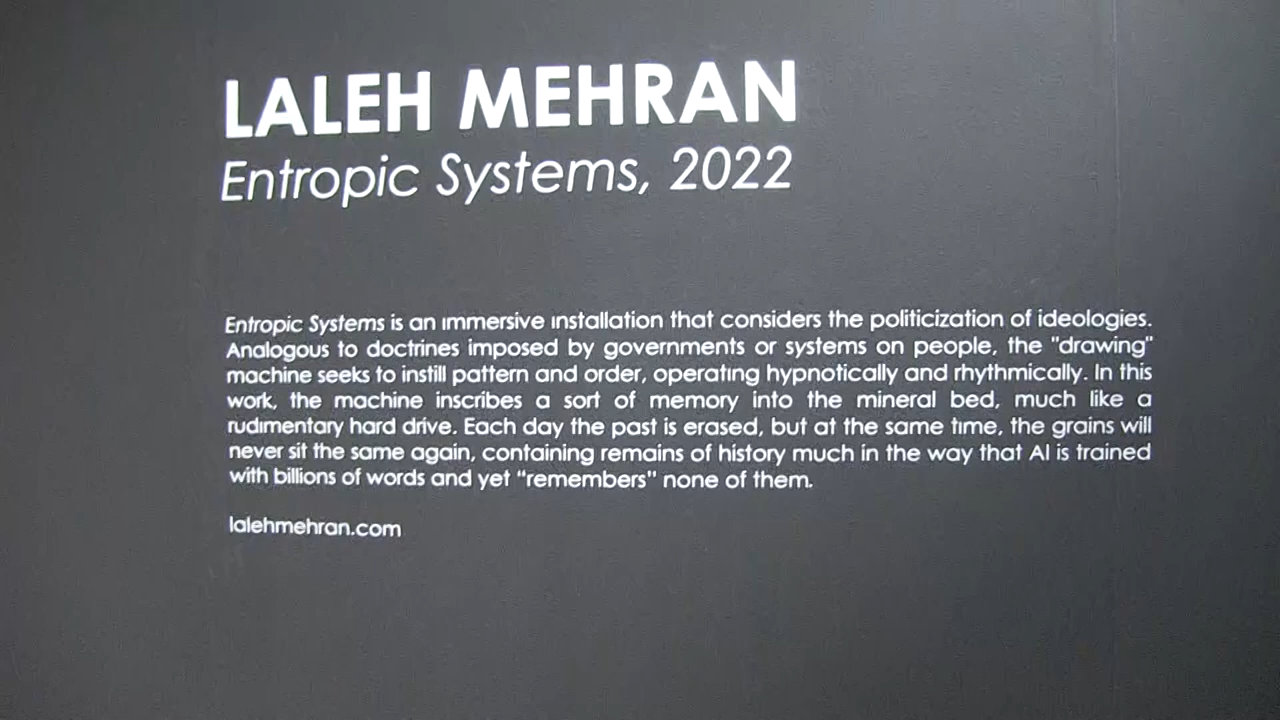 LALEH MEHRAN
Entropic Systems, 2022
Entropic Systems is an immersive installation that considers the politicization of ideologies.
Analogous to doctrines imposed by governments or systems on people, the "drawing"
machine seeks to instill pattern and order, operating hypnotically and rhythmically. In this
work, the machine inscribes a sort of memory into the mineral bed, much like a
rudimentary hard drive. Each day the past is erased, but at the same time, the grains will
never sit the same again, containing remains of history much in the way that AI is trained
with billions of words and yet “remembers” none of them.
lalehmehran.com